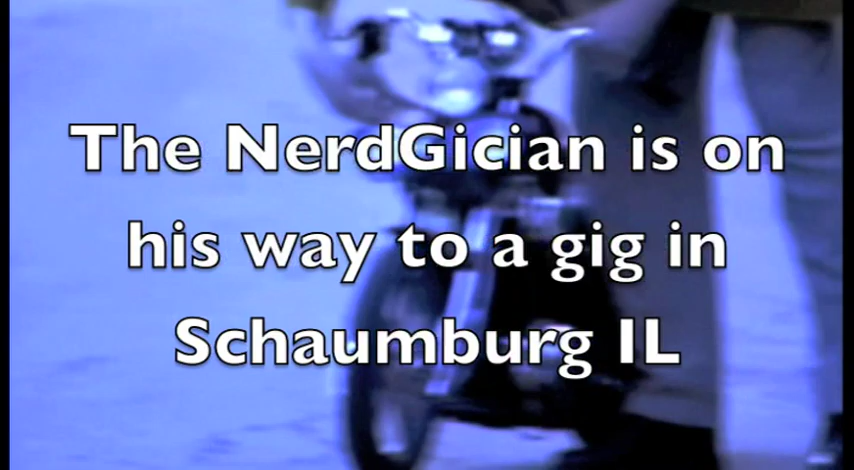 The NerdGician is on
his way to a gig in
Schaumburg IL